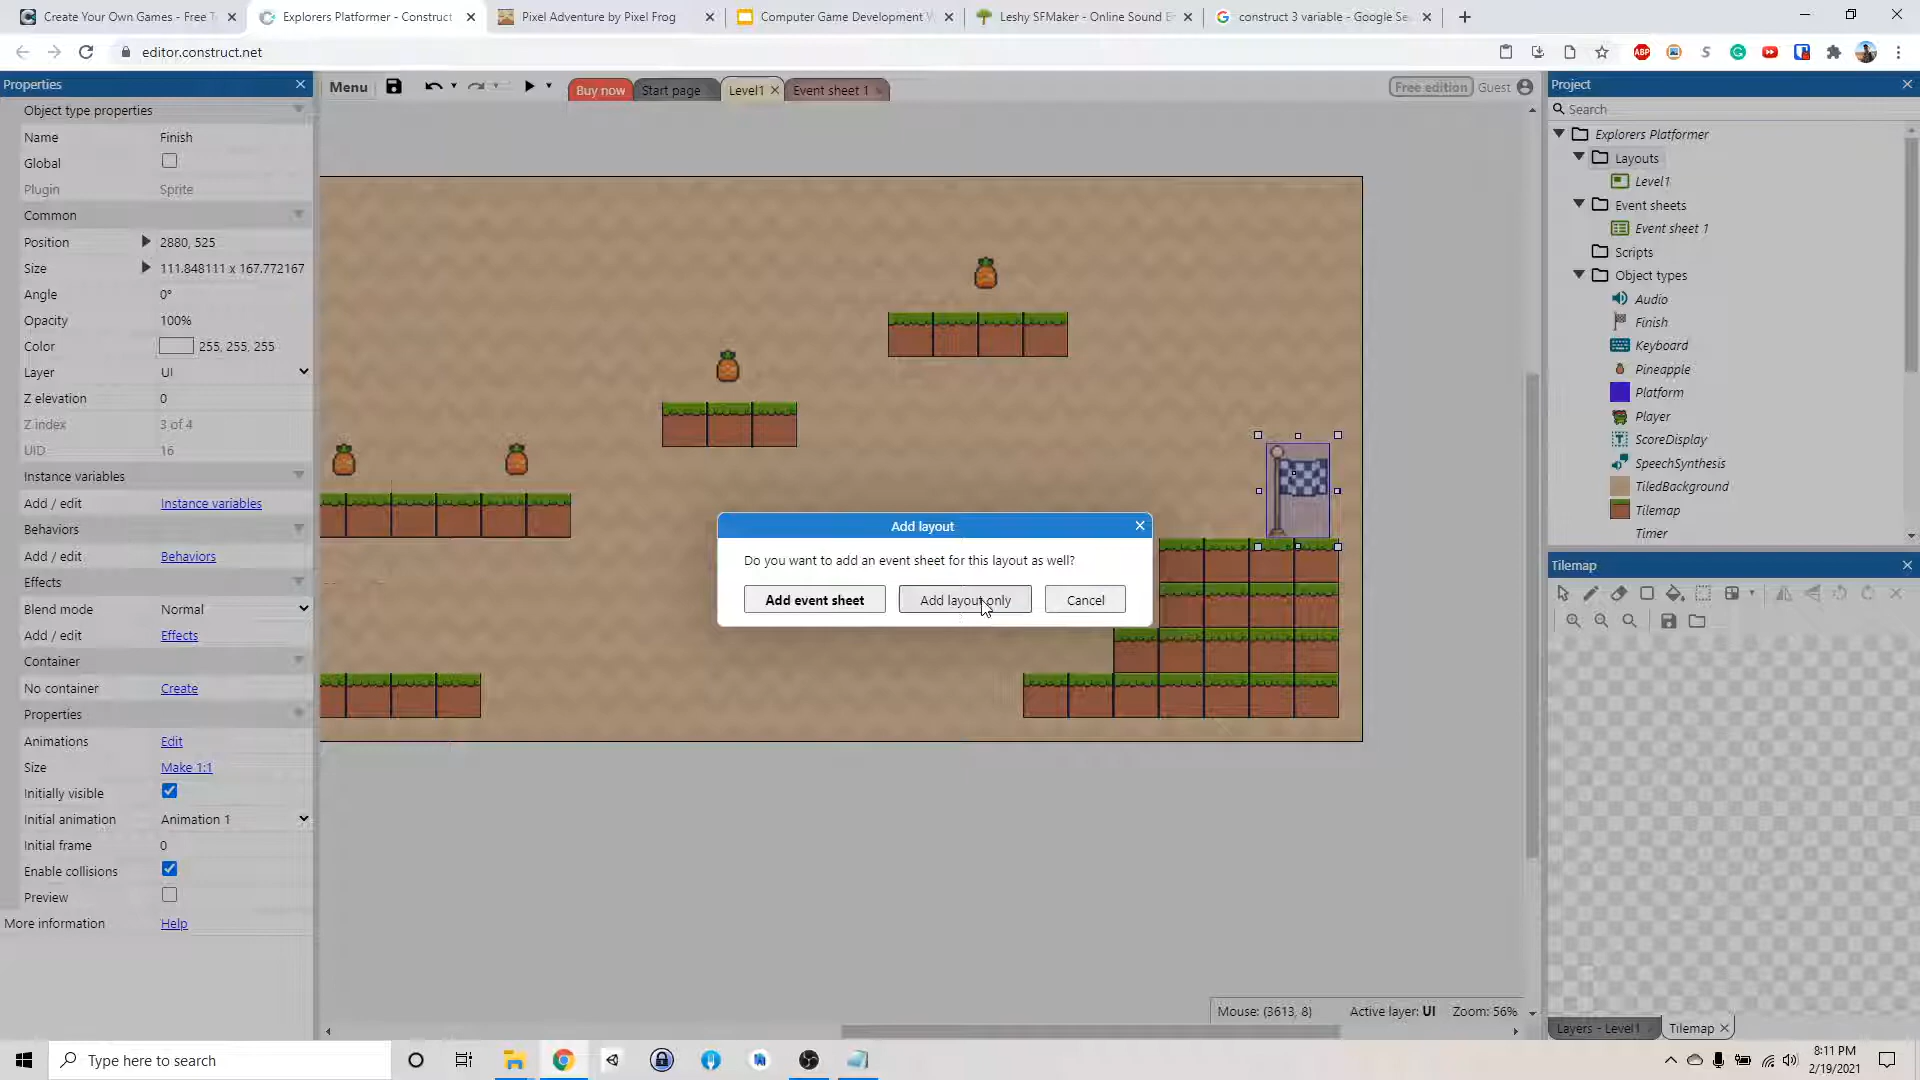 Create Your Own Games - Free T
Explorers Platformer - Construct
Pixel Adventure by Pixel Frog
Computer Game Development V
Leshy SFMaker - Online Sound E
construct 3 variable - Google Se
editor.construct.net
ABP
Properties
Menu
Buy now
Start page
Level1
Event sheet 1
Free edition
Guest
Project
Object type properties
Name
Finish
Global
Plugin
Sprite
Common
Position
2880, 525
Size
111.848111 x 167.772167
Angle
0°
Opacity
100%
Color
255, 255, 255
Layer
UI
Z elevation
0
Z index
3 of 4
UID
16
Instance variables
Add / edit
Instance variables
Behaviors
Add / edit
Behaviors
Effects
Blend mode
Normal
Add / edit
Effects
Container
No container
Create
Properties
Animations
Edit
Size
Make 1:1
Initially visible
Initial animation
Animation 1
Initial frame
0
Enable collisions
Preview
More information
Help
Add layout
Do you want to add an event sheet for this layout as well?
Add event sheet
Add layout only
Cancel
Search
Explorers Platformer
Layouts
Level1
Event sheets
Event sheet 1
Scripts
Object types
Audio
Finish
Keyboard
Pineapple
Platform
Player
ScoreDisplay
SpeechSynthesis
TiledBackground
Tilemap
Timer
Tilemap
Mouse: (3613, 8)
Active layer: UI
Zoom: 56%
Layers - Level1
Tilemap
Type here to search
8:11 PM
2/19/2021